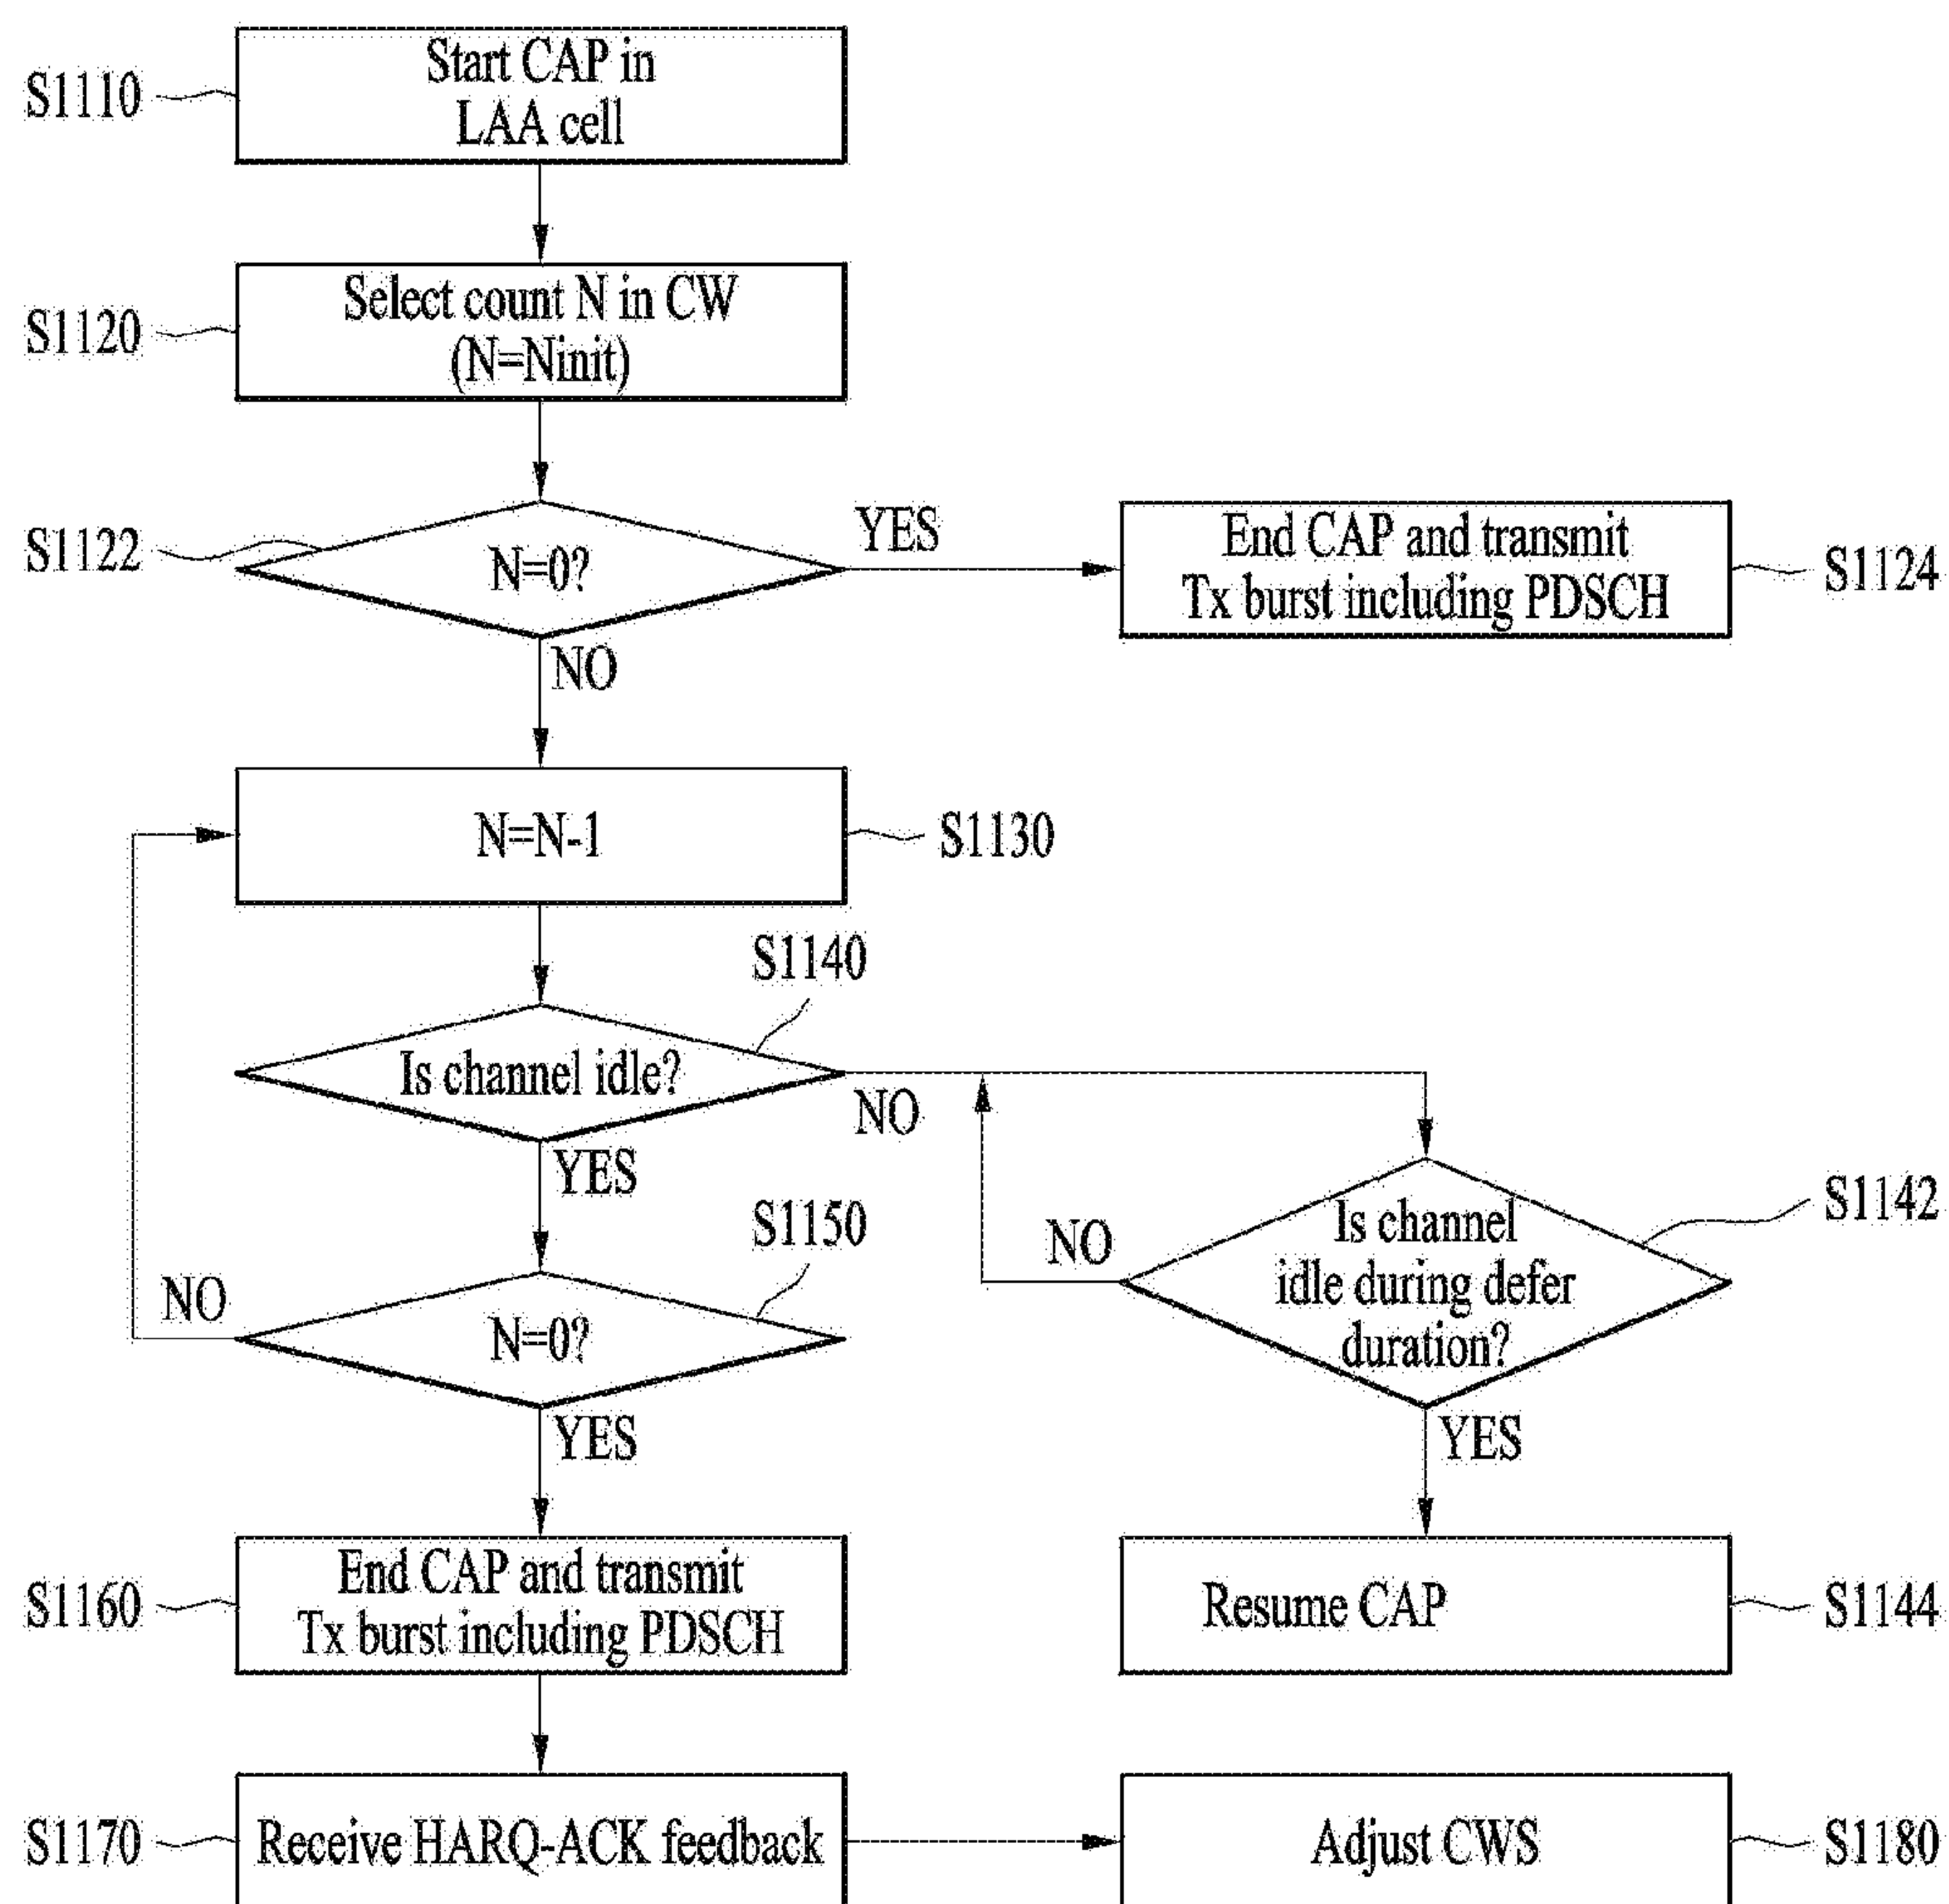 S1110
Start CAP in
LAA cell
S1120
Select count N in CW
(N=Ninit)
S1122
N=0?
YES
End CAP and transmit
Tx burst including PDSCH
S1124
NO
N=N-1
S1130
S1140
Is channel idle?
NO
YES
S1150
NO
N=0?
YES
NO
Is channel
idle during defer
duration?
S1142
YES
S1160
End CAP and transmit
Tx burst including PDSCH
Resume CAP
S1144
S1170
Receive HARQ-ACK feedback
Adjust CWS
S1180